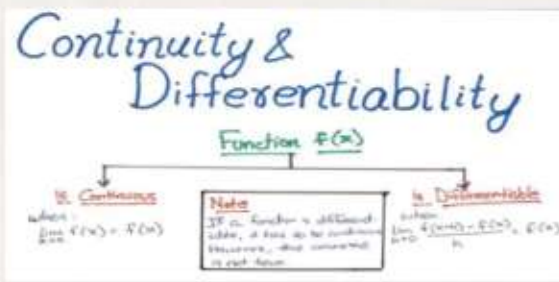 Continuity &
Differentiability
Function f(x)
is Continuous
when
lim f(x) = f(x)
Note
If a function is different-
iable, it has to be continuous
However, the converse
is not true.
is Differentiable
when
lim f(x+h) - f(x) = f(x)
h→0 h